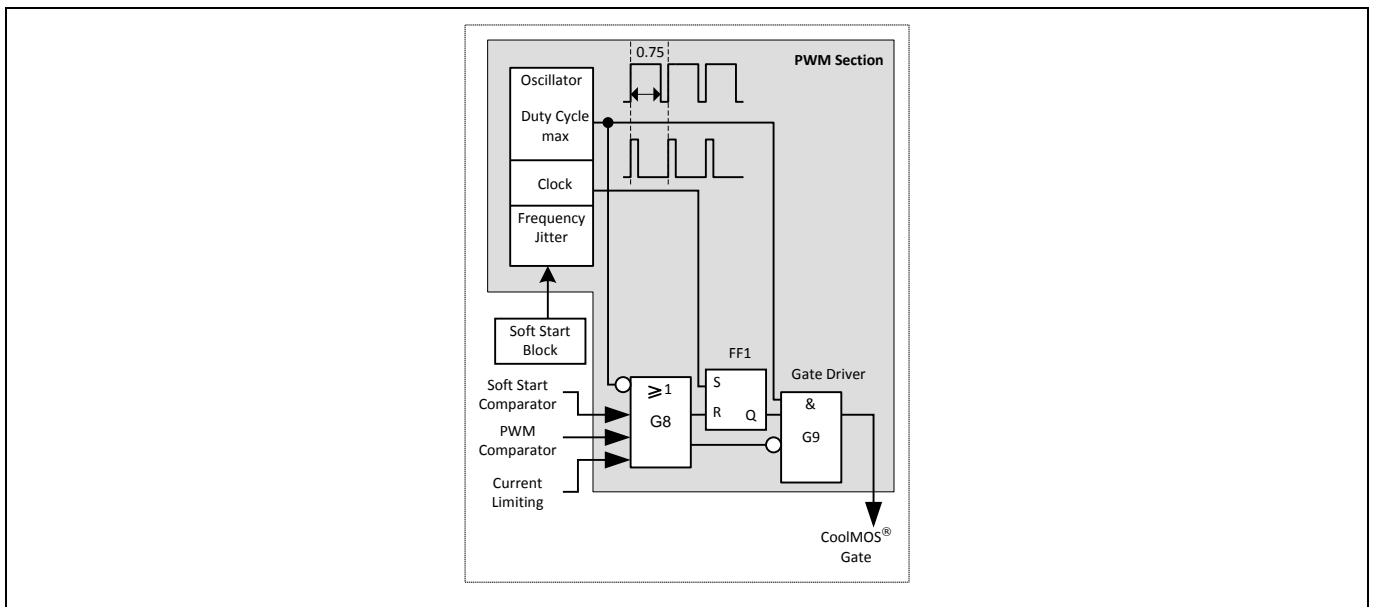 0.75
PWM Section
Oscillator
Duty Cycle
max
Clock
Frequency
Jitter
Soft Start
Block
FF1
Gate Driver
Soft Start
Comparator
PWM
Comparator
Current
Limiting
≥1
G8
S
R Q
&
G9
CoolMOS®
Gate